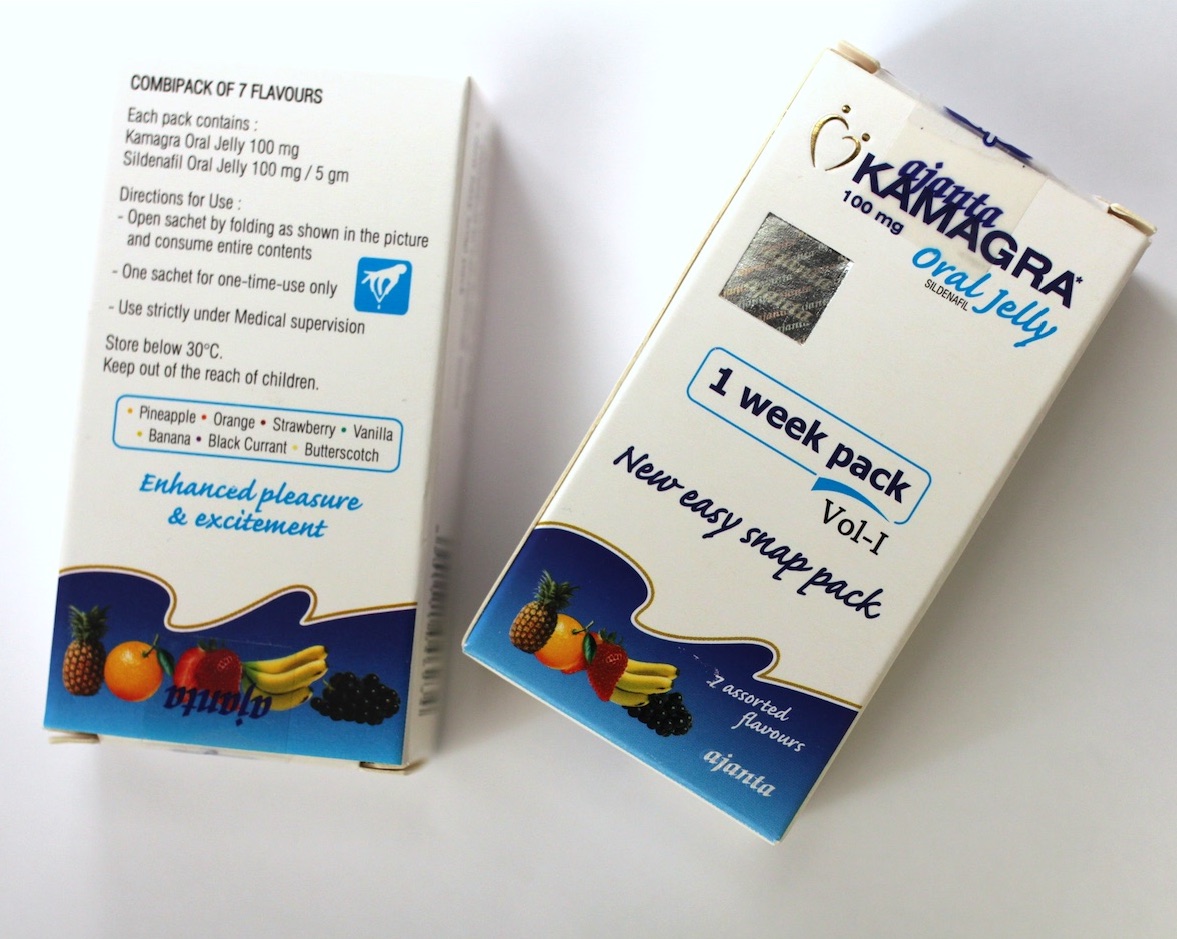 COMBIPACK OF 7 FLAVOURS
Each pack contains :
Kamagra Oral Jelly 100 mg
Sildenafil Oral Jelly 100 mg / 5 gm
Directions for Use :
- Open sachet by folding as shown in the picture
and consume entire contents
- One sachet for one-time-use only
- Use strictly under Medical supervision
Store below 30°C.
Keep out of the reach of children.
• Pineapple • Orange • Strawberry • Vanilla
• Banana • Black Currant • Butterscotch
Enhanced pleasure
& excitement
ajanta
ajanta
KAMAGRA*
100 mg
Oral Jelly
SILDENAFIL
ajanta
1 week pack
Vol-I
New easy snap pack
7 assorted
flavours
ajanta